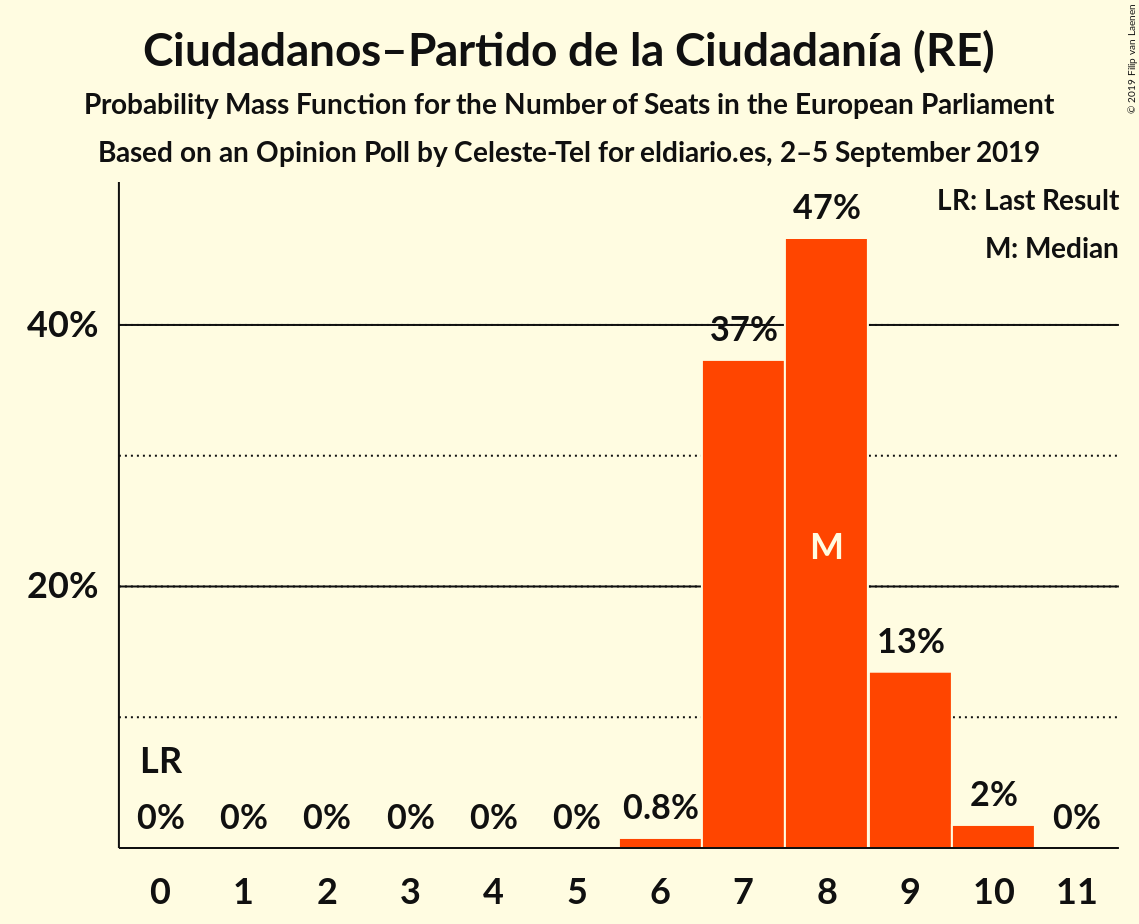 Ciudadanos–Partido de la Ciudadanía (RE)
Probability Mass Function for the Number of Seats in the European Parliament
Based on an Opinion Poll by Celeste-Tel for eldiario.es, 2–5 September 2019
© 2019 Filip van Laenen
LR: Last Result
M: Median
47%
40%
37%
M
20%
13%
LR
0% 0% 0% 0% 0% 0% 0.8% 2% 0%
0 1 2 3 4 5 6 7 8 9 10 11